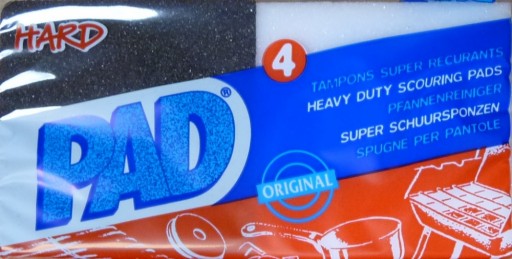 HARD
4
TAMPONS SUPER RECURANTS
HEAVY DUTY SCOURING PADS
PFANNENREINIGER
SUPER SCHUURSPONZEN
SPUGNE PER PANTOLE
PAD®
ORIGINAL